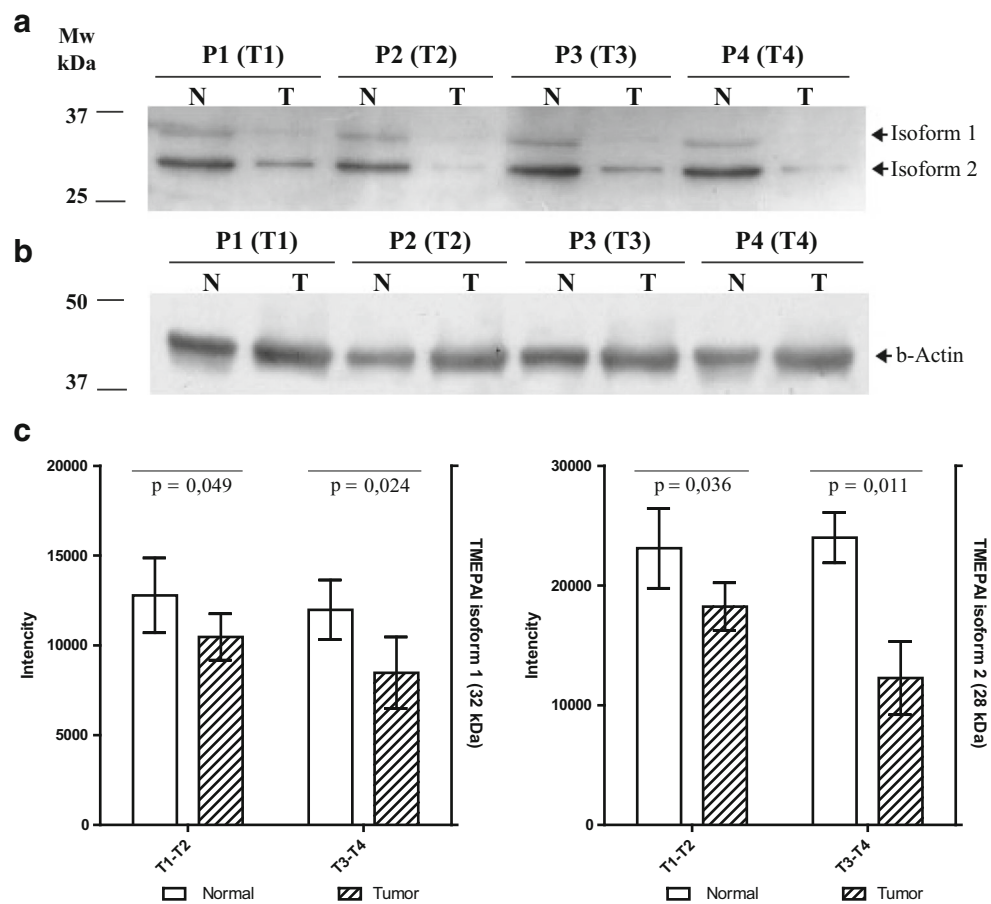 a
Mw
kDa
P1 (T1) P2 (T2) P3 (T3) P4 (T4)
N T N T N T N T
37
Isoform 1
Isoform 2
25
b
P1 (T1) P2 (T2) P3 (T3) P4 (T4)
N T N T N T N T
50
b-Actin
37
c
20000
15000
10000
5000
0
Intencity
p = 0,049
p = 0,024
TMEPAI isoform 1 (32 kDa)
T1-T2
T3-T4
Normal
Tumor
30000
20000
10000
0
Intencity
p = 0,036
p = 0,011
TMEPAI isoform 2 (28 kDa)
T1-T2
T3-T4
Normal
Tumor